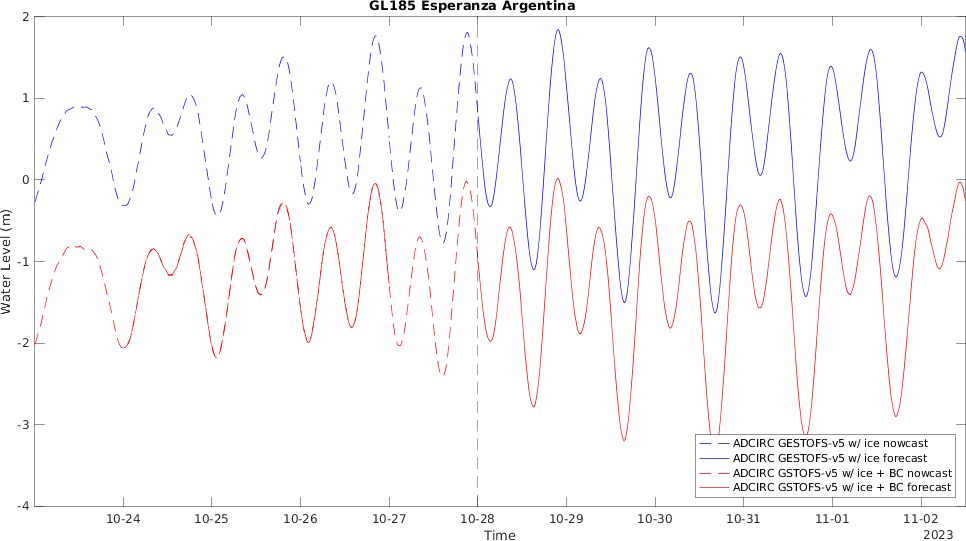 GL185 Esperanza Argentina
2
1
0
-1
-2
-3
-4
Water Level (m)
ADCIRC GESTOFS-v5 w/ ice nowcast
ADCIRC GESTOFS-v5 w/ ice forecast
ADCIRC GSTOFS-v5 w/ ice + BC nowcast
ADCIRC GSTOFS-v5 w/ ice + BC forecast
10-24 10-25 10-26 10-27 10-28 10-29 10-30 10-31 11-01 11-02
Time
2023